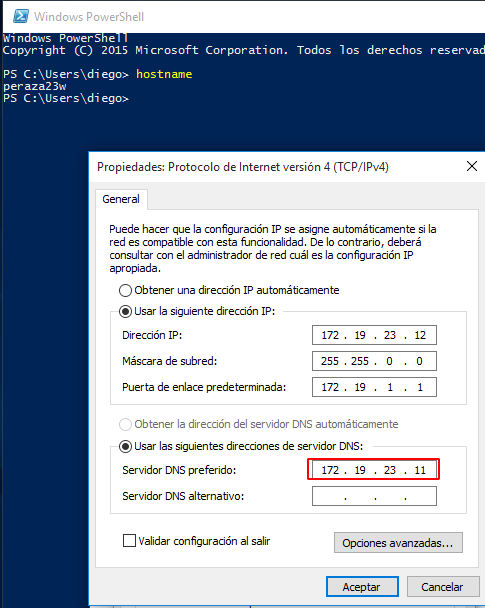 Windows PowerShell
Windows PowerShell
Copyright (C) 2015 Microsoft Corporation. Todos los derechos reservad
PS C:\Users\diego> hostname
peraza23w
PS C:\Users\diego>
Propiedades: Protocolo de Internet versión 4 (TCP/IPv4)
General
Puede hacer que la configuración IP se asigne automáticamente si la
red es compatible con esta funcionalidad. De lo contrario, deberá
consultar con el administrador de red cuál es la configuración IP
apropiada.
Obtener una dirección IP automáticamente
Usar la siguiente dirección IP:
Dirección IP: 172 . 19 . 23 . 12
Máscara de subred: 255 . 255 . 0 . 0
Puerta de enlace predeterminada: 172 . 19 . 1 . 1
Obtener la dirección del servidor DNS automáticamente
Usar las siguientes direcciones de servidor DNS:
Servidor DNS preferido: 172 . 19 . 23 . 11
Servidor DNS alternativo: . . .
Validar configuración al salir
Opciones avanzadas...
Aceptar
Cancelar